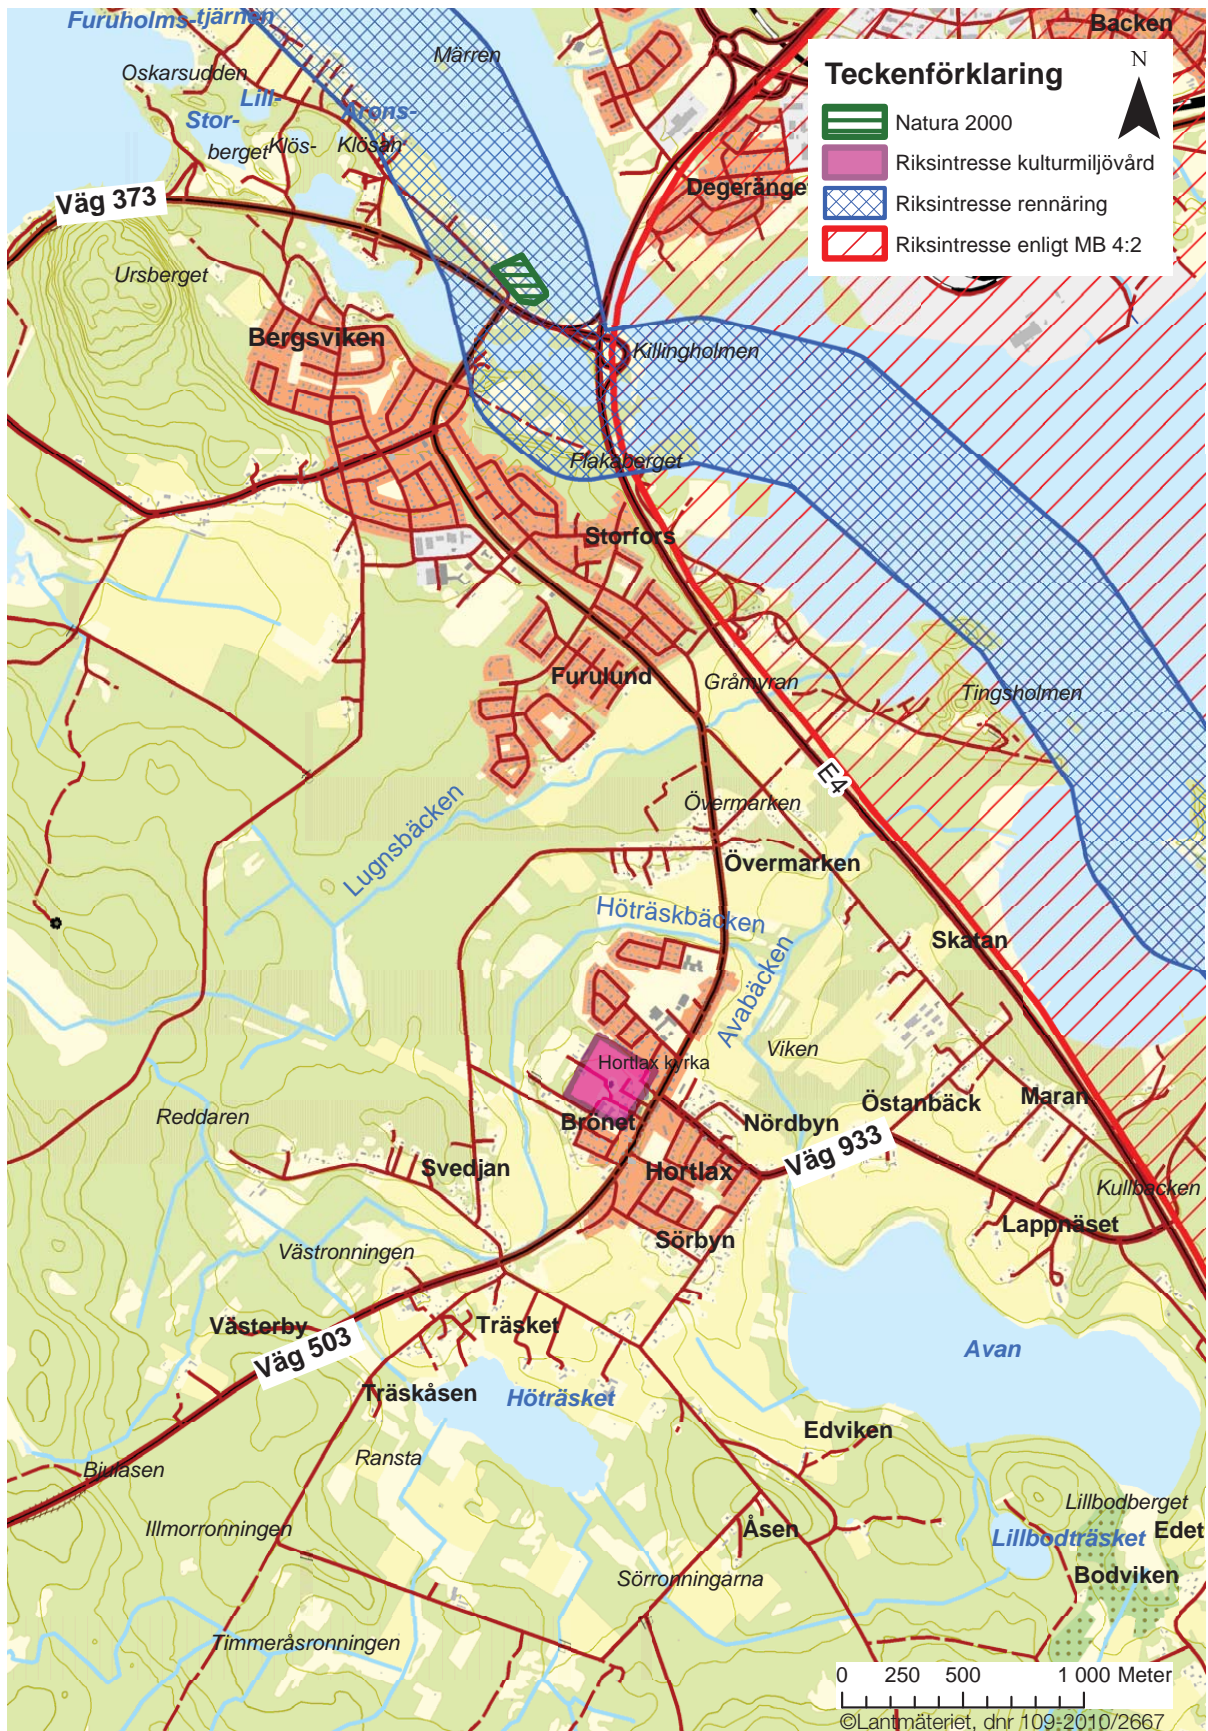 Furuholms-tjärnen
Backen
Märren
Oskarsudden
Lill-
Stor-
Arons-
berget
Klös-
Klösan
Teckenförklaring
N
Natura 2000
Riksintresse kulturmiljövård
Riksintresse rennäring
Riksintresse enligt MB 4:2
Degeränget
Väg 373
Ursberget
Bergsviken
Killingholmen
Flakaberget
Storfors
Furulund
Gråmyran
Tingsholmen
E4
Lugnsbäcken
Övermarken
Övermarken
Höträskbäcken
Skatan
Avabäcken
Viken
Hortlax kyrka
Reddaren
Brönet
Nördbyn
Östanbäck
Maran
Väg 933
Svedjan
Hortlax
Kullbacken
Lappnäset
Västronningen
Sörbyn
Västerby
Träsket
Väg 503
Avan
Träskåsen
Höträsket
Edviken
Ransta
Bjuläsen
Lillbodberget
Illmorronningen
Åsen
Lillbodträsket
Edet
Bodviken
Sörronningarna
Timmeråsronningen
0 250 500 1 000 Meter
©Lantmäteriet, dnr 109-2010/2667